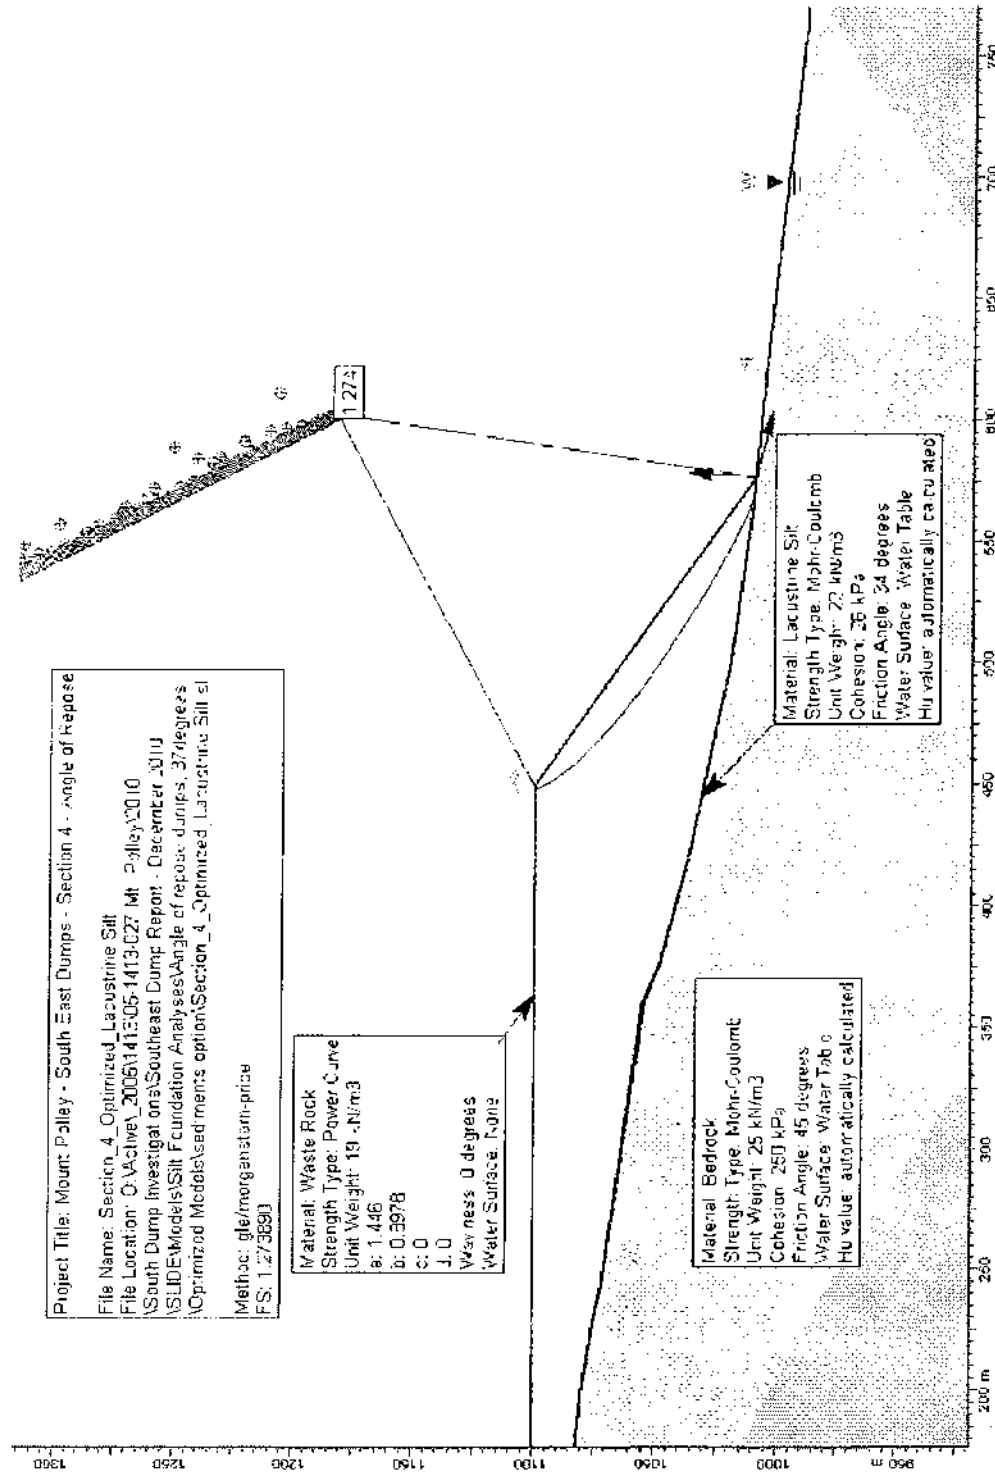 Project Title: Mount Polley - South East Dumps - Section 4 - Angle of Repose
File Name: Section_4_Optimized_Lacustrine Silt
File Location: O:\Active\_2006\1413\06-1413-027 Mt. Polley\2010
\South Dump Investigations\Southeast Dump Report - December 2010
\SLIDE\Models\Silt Foundation Analyses\Angle of repose dumps, 37degrees
\Optimized Models\sediments option\Section_4_Optimized_Lacustrine Silt.sl
Method: gle/morgenstern-price
FS: 1.273890
1.274
Material: Waste Rock
Strength Type: Power Curve
Unit Weight: 19 kN/m3
a: 1.446
b: 0.8978
c: 0
d: 0
Waviness: 0 degrees
Water Surface: None
Material: Bedrock
Strength Type: Mohr-Coulomb
Unit Weight: 25 kN/m3
Cohesion: 250 kPa
Friction Angle: 45 degrees
Water Surface: Water Table
Hu value: automatically calculated
Material: Lacustrine Silt
Strength Type: Mohr-Coulomb
Unit Weight: 22 kN/m3
Cohesion: 26 kPa
Friction Angle: 34 degrees
Water Surface: Water Table
Hu value: automatically calculated
W
1300
1250
1200
1150
1100
1050
1000
950 m
200 m
250
300
350
400
450
500
550
600
650
700
750